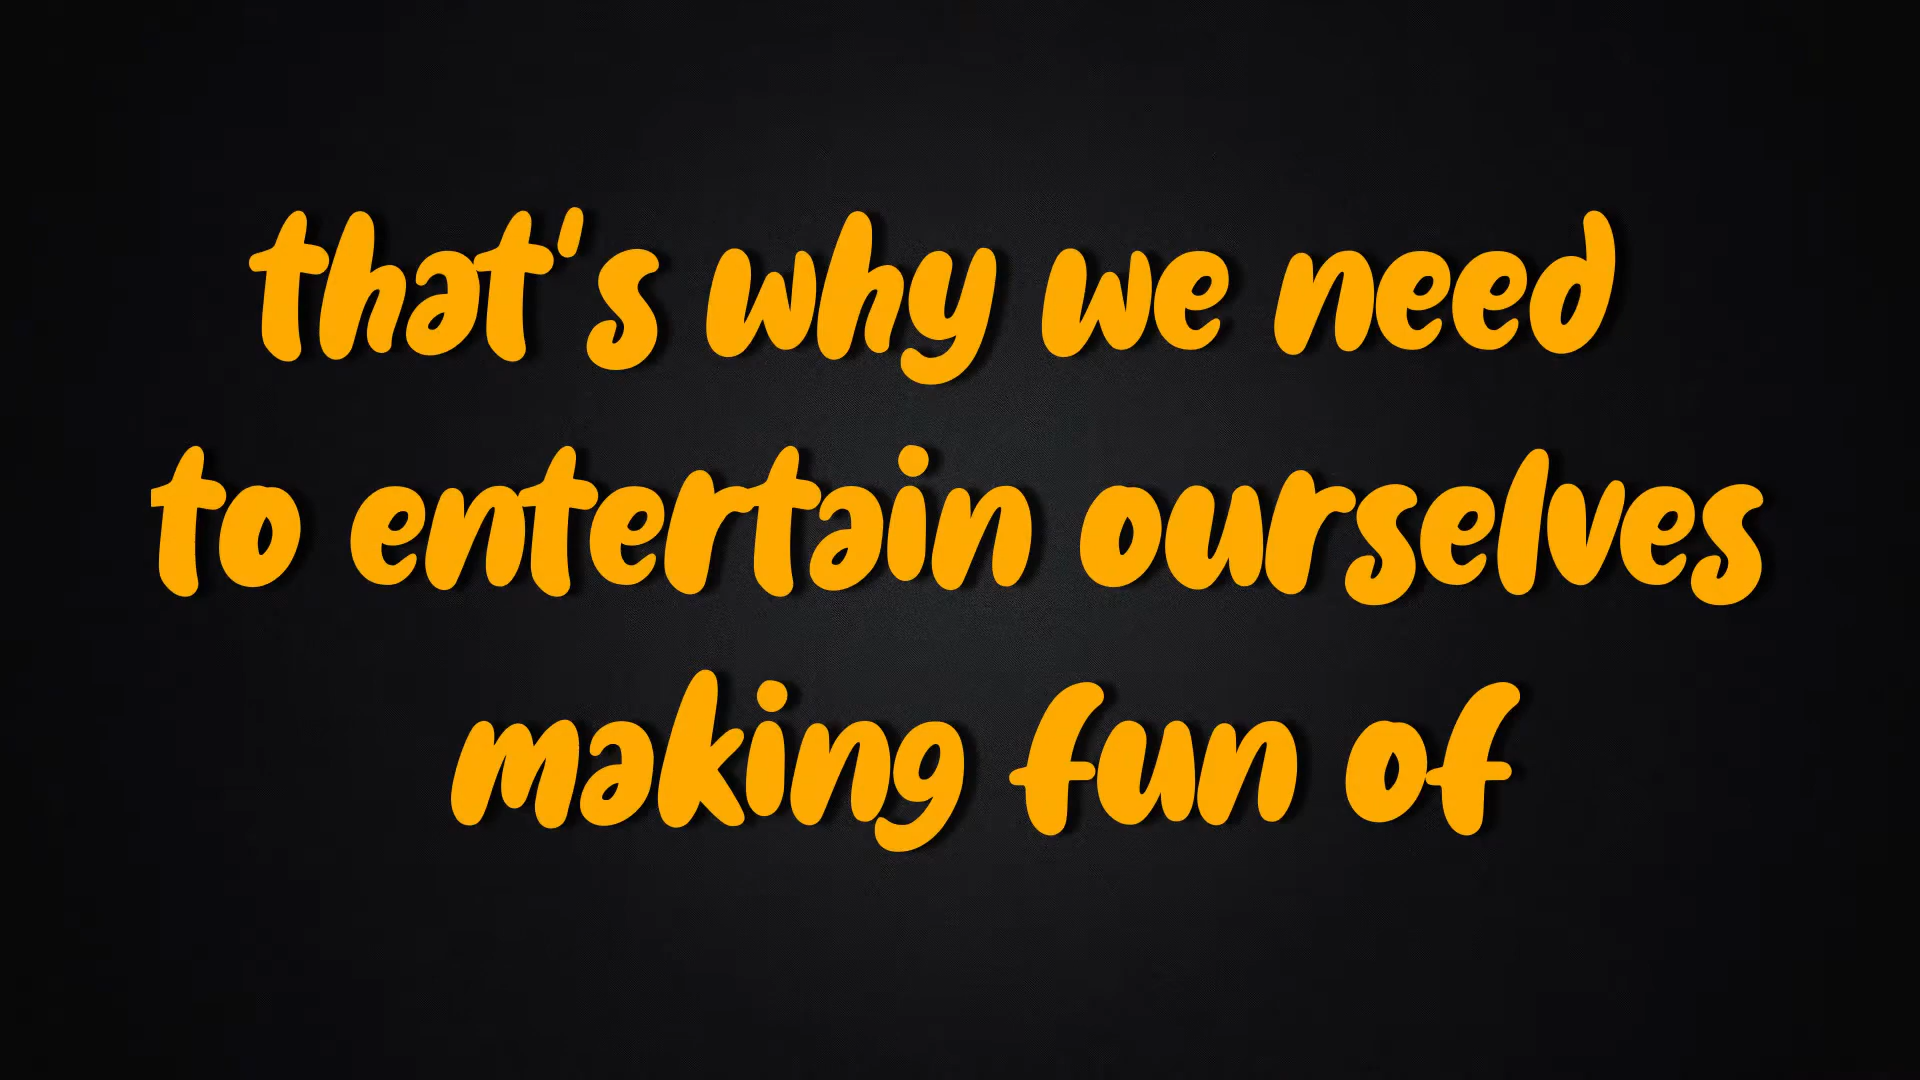 that's why we need
to entertain ourselves
making fun of